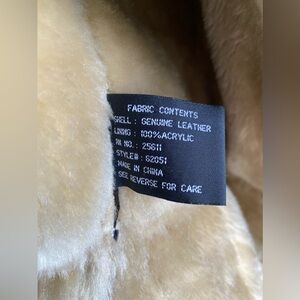 FABRIC CONTENTS
SHELL : GENUINE LEATHER
LINING : 100%ACRYLIC
RN NO.: 25611
STYLE#: 62051
MADE IN CHINA
SEE REVERSE FOR CARE